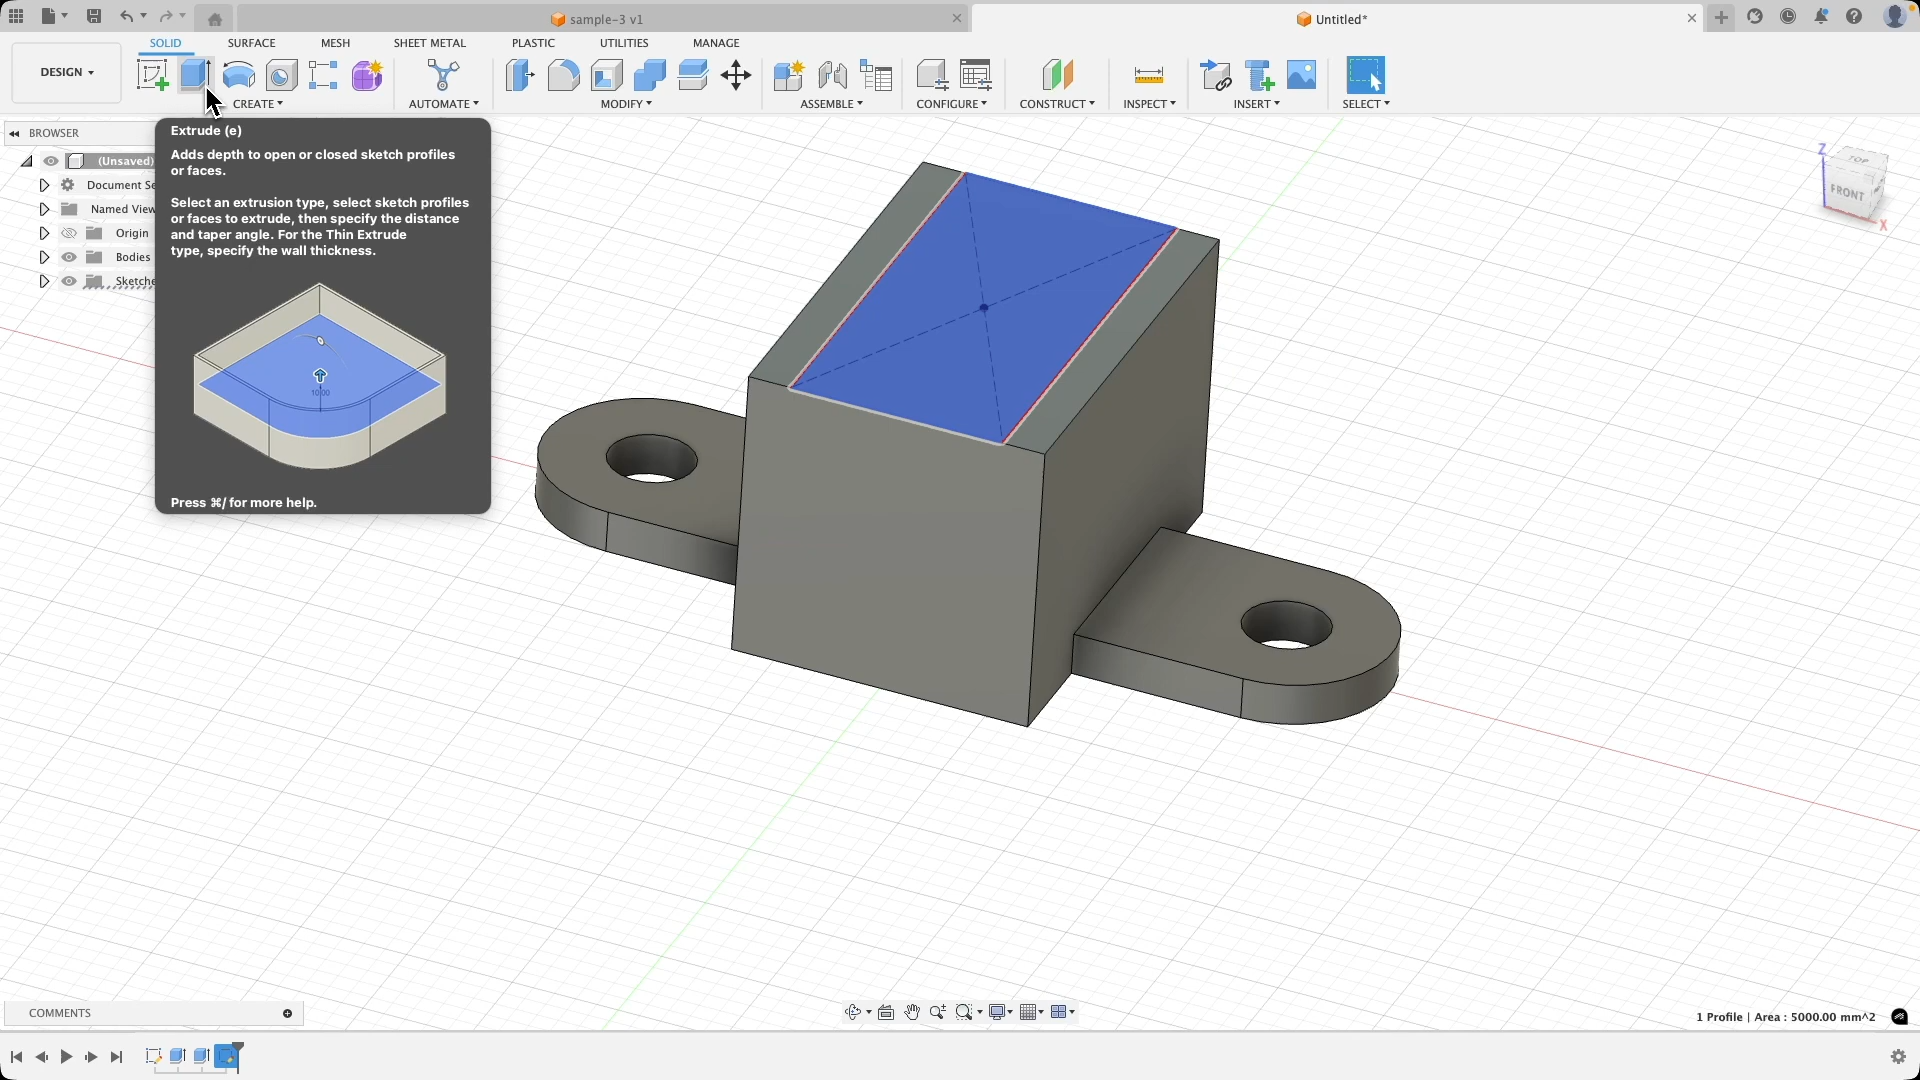 sample-3 v1
Untitled*
DESIGN
SOLID
SURFACE
MESH
SHEET METAL
PLASTIC
UTILITIES
MANAGE
CREATE
AUTOMATE
MODIFY
ASSEMBLE
CONFIGURE
CONSTRUCT
INSPECT
INSERT
SELECT
BROWSER
(Unsaved)
Document Se
Named View
Origin
Bodies
Sketche
Extrude (e)
Adds depth to open or closed sketch profiles
or faces.
Select an extrusion type, select sketch profiles
or faces to extrude, then specify the distance
and taper angle. For the Thin Extrude
type, specify the wall thickness.
10.00
Press ⌘/ for more help.
Z
TOP
FRONT
X
COMMENTS
1 Profile | Area : 5000.00 mm^2